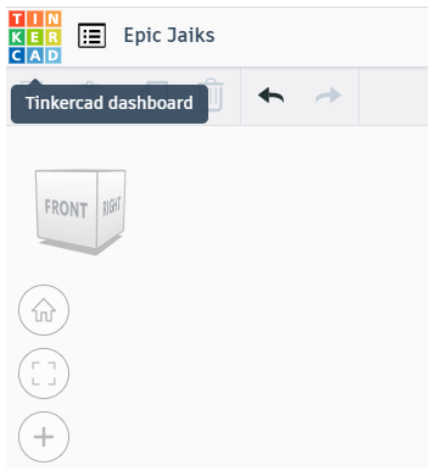 TIN
KER
CAD
Epic Jaiks
Tinkercad dashboard
FRONT
RIGHT